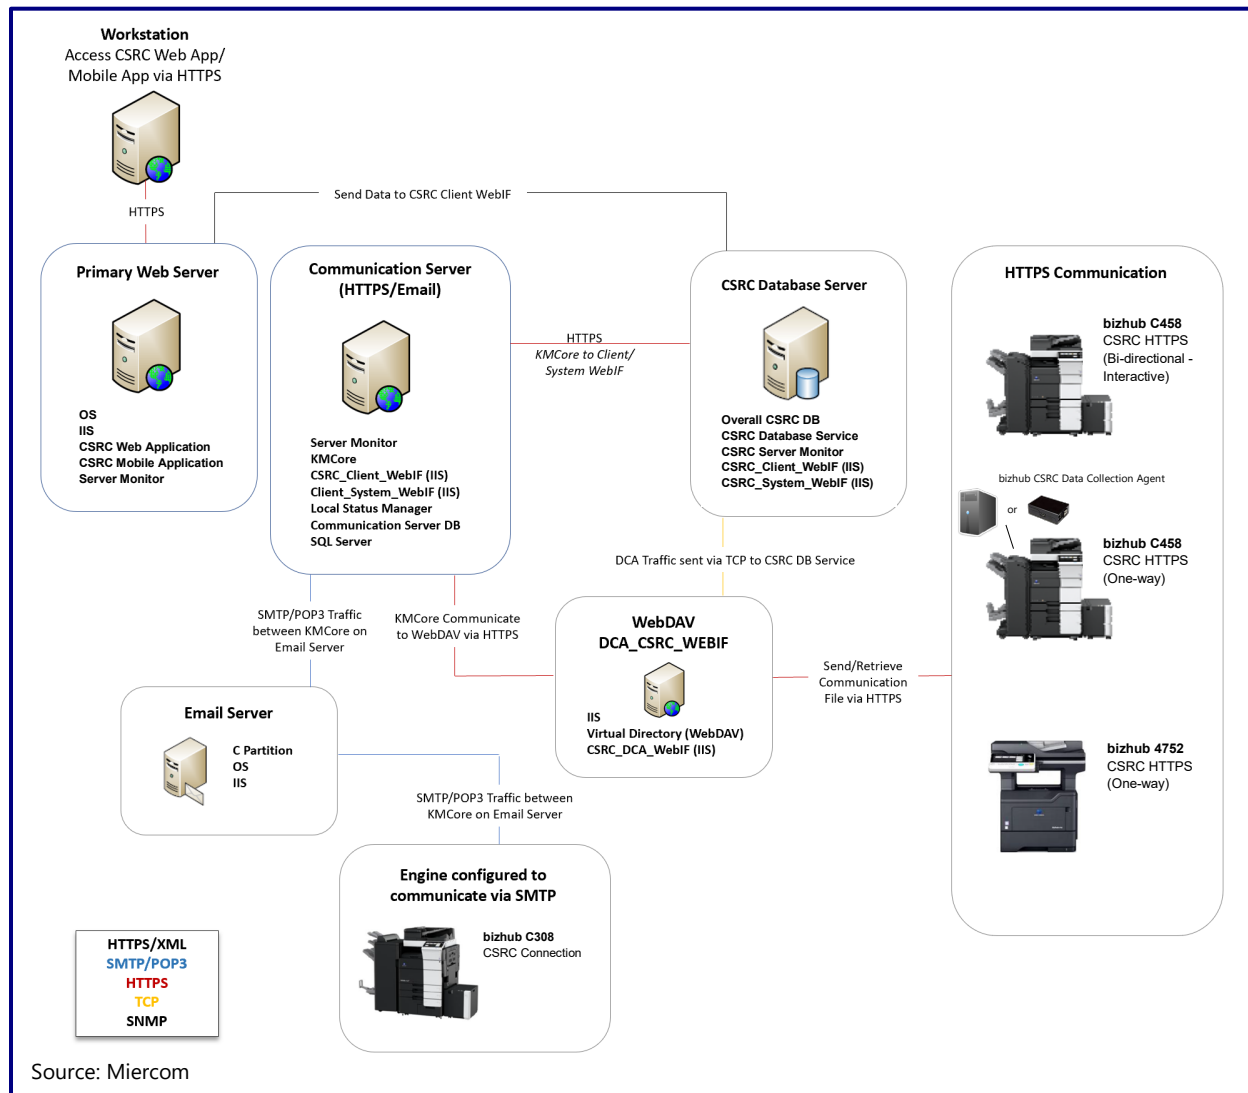 Workstation
Access CSRC Web App/
Mobile App via HTTPS
HTTPS
Send Data to CSRC Client WebIF
Primary Web Server
OS
IIS
CSRC Web Application
CSRC Mobile Application
Server Monitor
Communication Server
(HTTPS/Email)
Server Monitor
KMCore
CSRC_Client_WebIF (IIS)
Client_System_WebIF (IIS)
Local Status Manager
Communication Server DB
SQL Server
HTTPS
KMCore to Client/
System WebIF
CSRC Database Server
Overall CSRC DB
CSRC Database Service
CSRC Server Monitor
CSRC_Client_WebIF (IIS)
CSRC_System_WebIF (IIS)
HTTPS Communication
bizhub C458
CSRC HTTPS
(Bi-directional -
Interactive)
bizhub CSRC Data Collection Agent
or
bizhub C458
CSRC HTTPS
(One-way)
bizhub 4752
CSRC HTTPS
(One-way)
DCA Traffic sent via TCP to CSRC DB Service
SMTP/POP3 Traffic
between KMCore on
Email Server
KMCore Communicate
to WebDAV via HTTPS
WebDAV
DCA_CSRC_WEBIF
IIS
Virtual Directory (WebDAV)
CSRC_DCA_WebIF (IIS)
Send/Retrieve
Communication
File via HTTPS
Email Server
C Partition
OS
IIS
SMTP/POP3 Traffic between
KMCore on Email Server
Engine configured to
communicate via SMTP
bizhub C308
CSRC Connection
HTTPS/XML
SMTP/POP3
HTTPS
TCP
SNMP
Source: Miercom